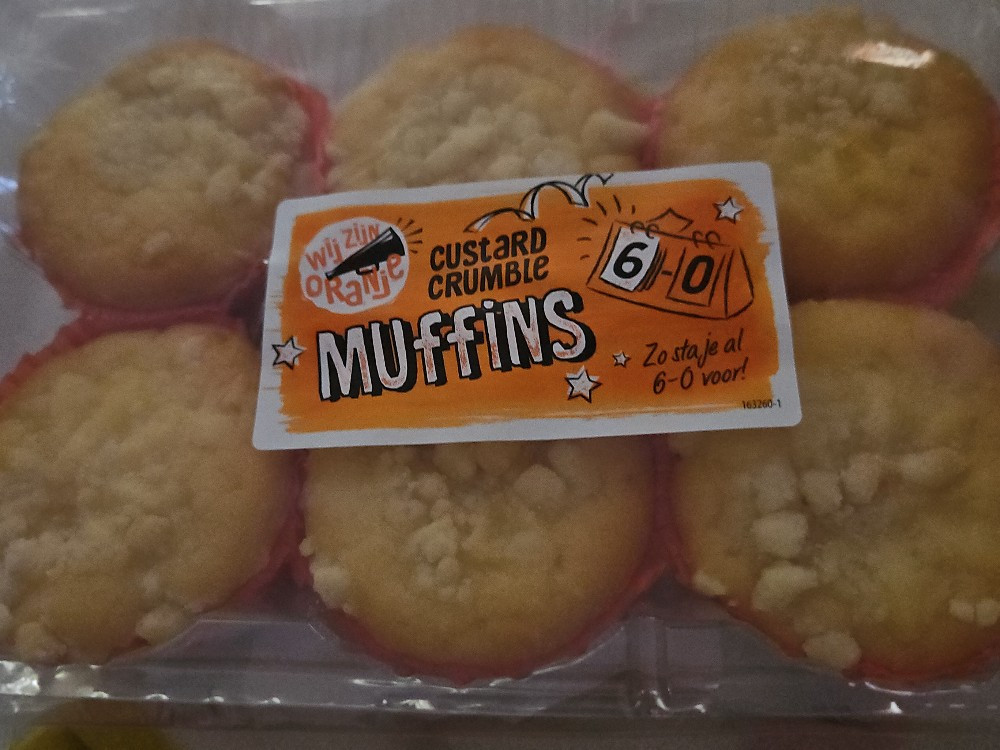 wij zijn
oranje
custard
crumble
MUffiNS
6-0
Zo sta je al
6-0 voor!
163260-1